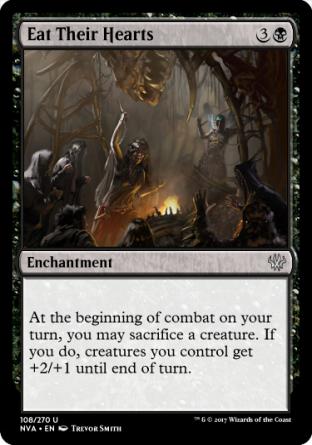 Eat Their Hearts 3
Enchantment
At the beginning of combat on your
turn, you may sacrifice a creature. If
you do, creatures you control get
+2/+1 until end of turn.
108/270 U
NVA • EN Trevor Smith
™ & © 2017 Wizards of the Coast